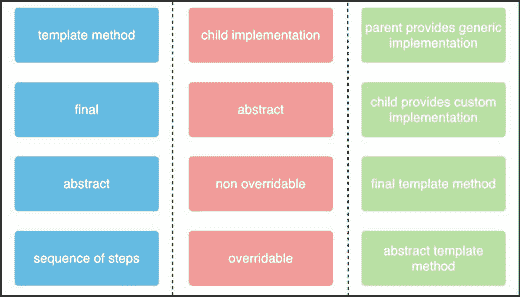 template method
final
abstract
sequence of steps
child implementation
abstract
non overridable
overridable
parent provides generic
implementation
child provides custom
implementation
final template method
abstract template
method